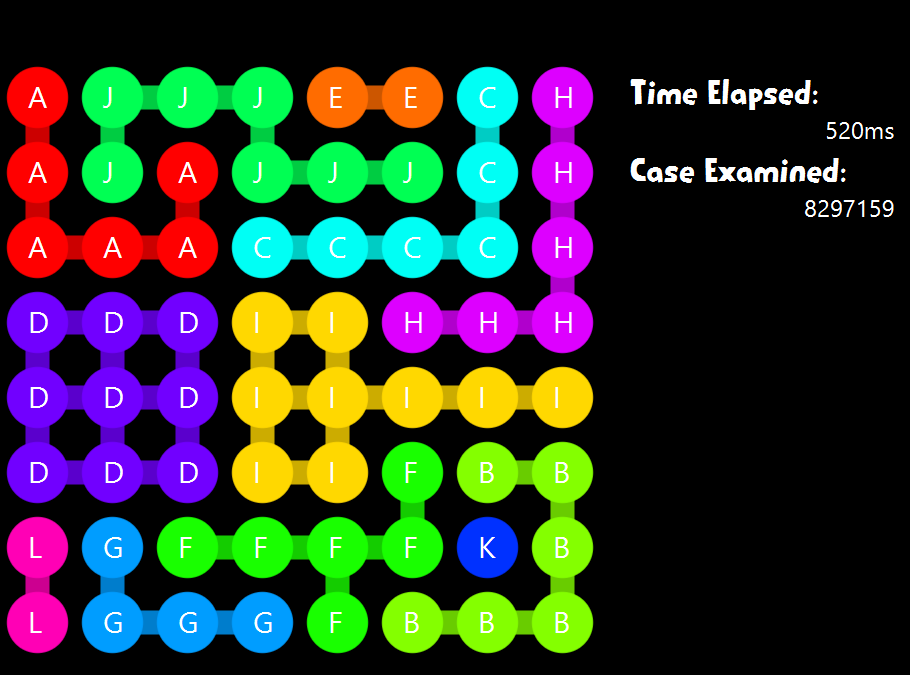 A J J J E E C H
Time Elapsed:
520ms
A J A J J J C H
Case Examined:
8297159
A A A C C C C H
D D D I I H H H
D D D I I I I I
D D D I I F B B
L G F F F F K B
L G G G F B B B